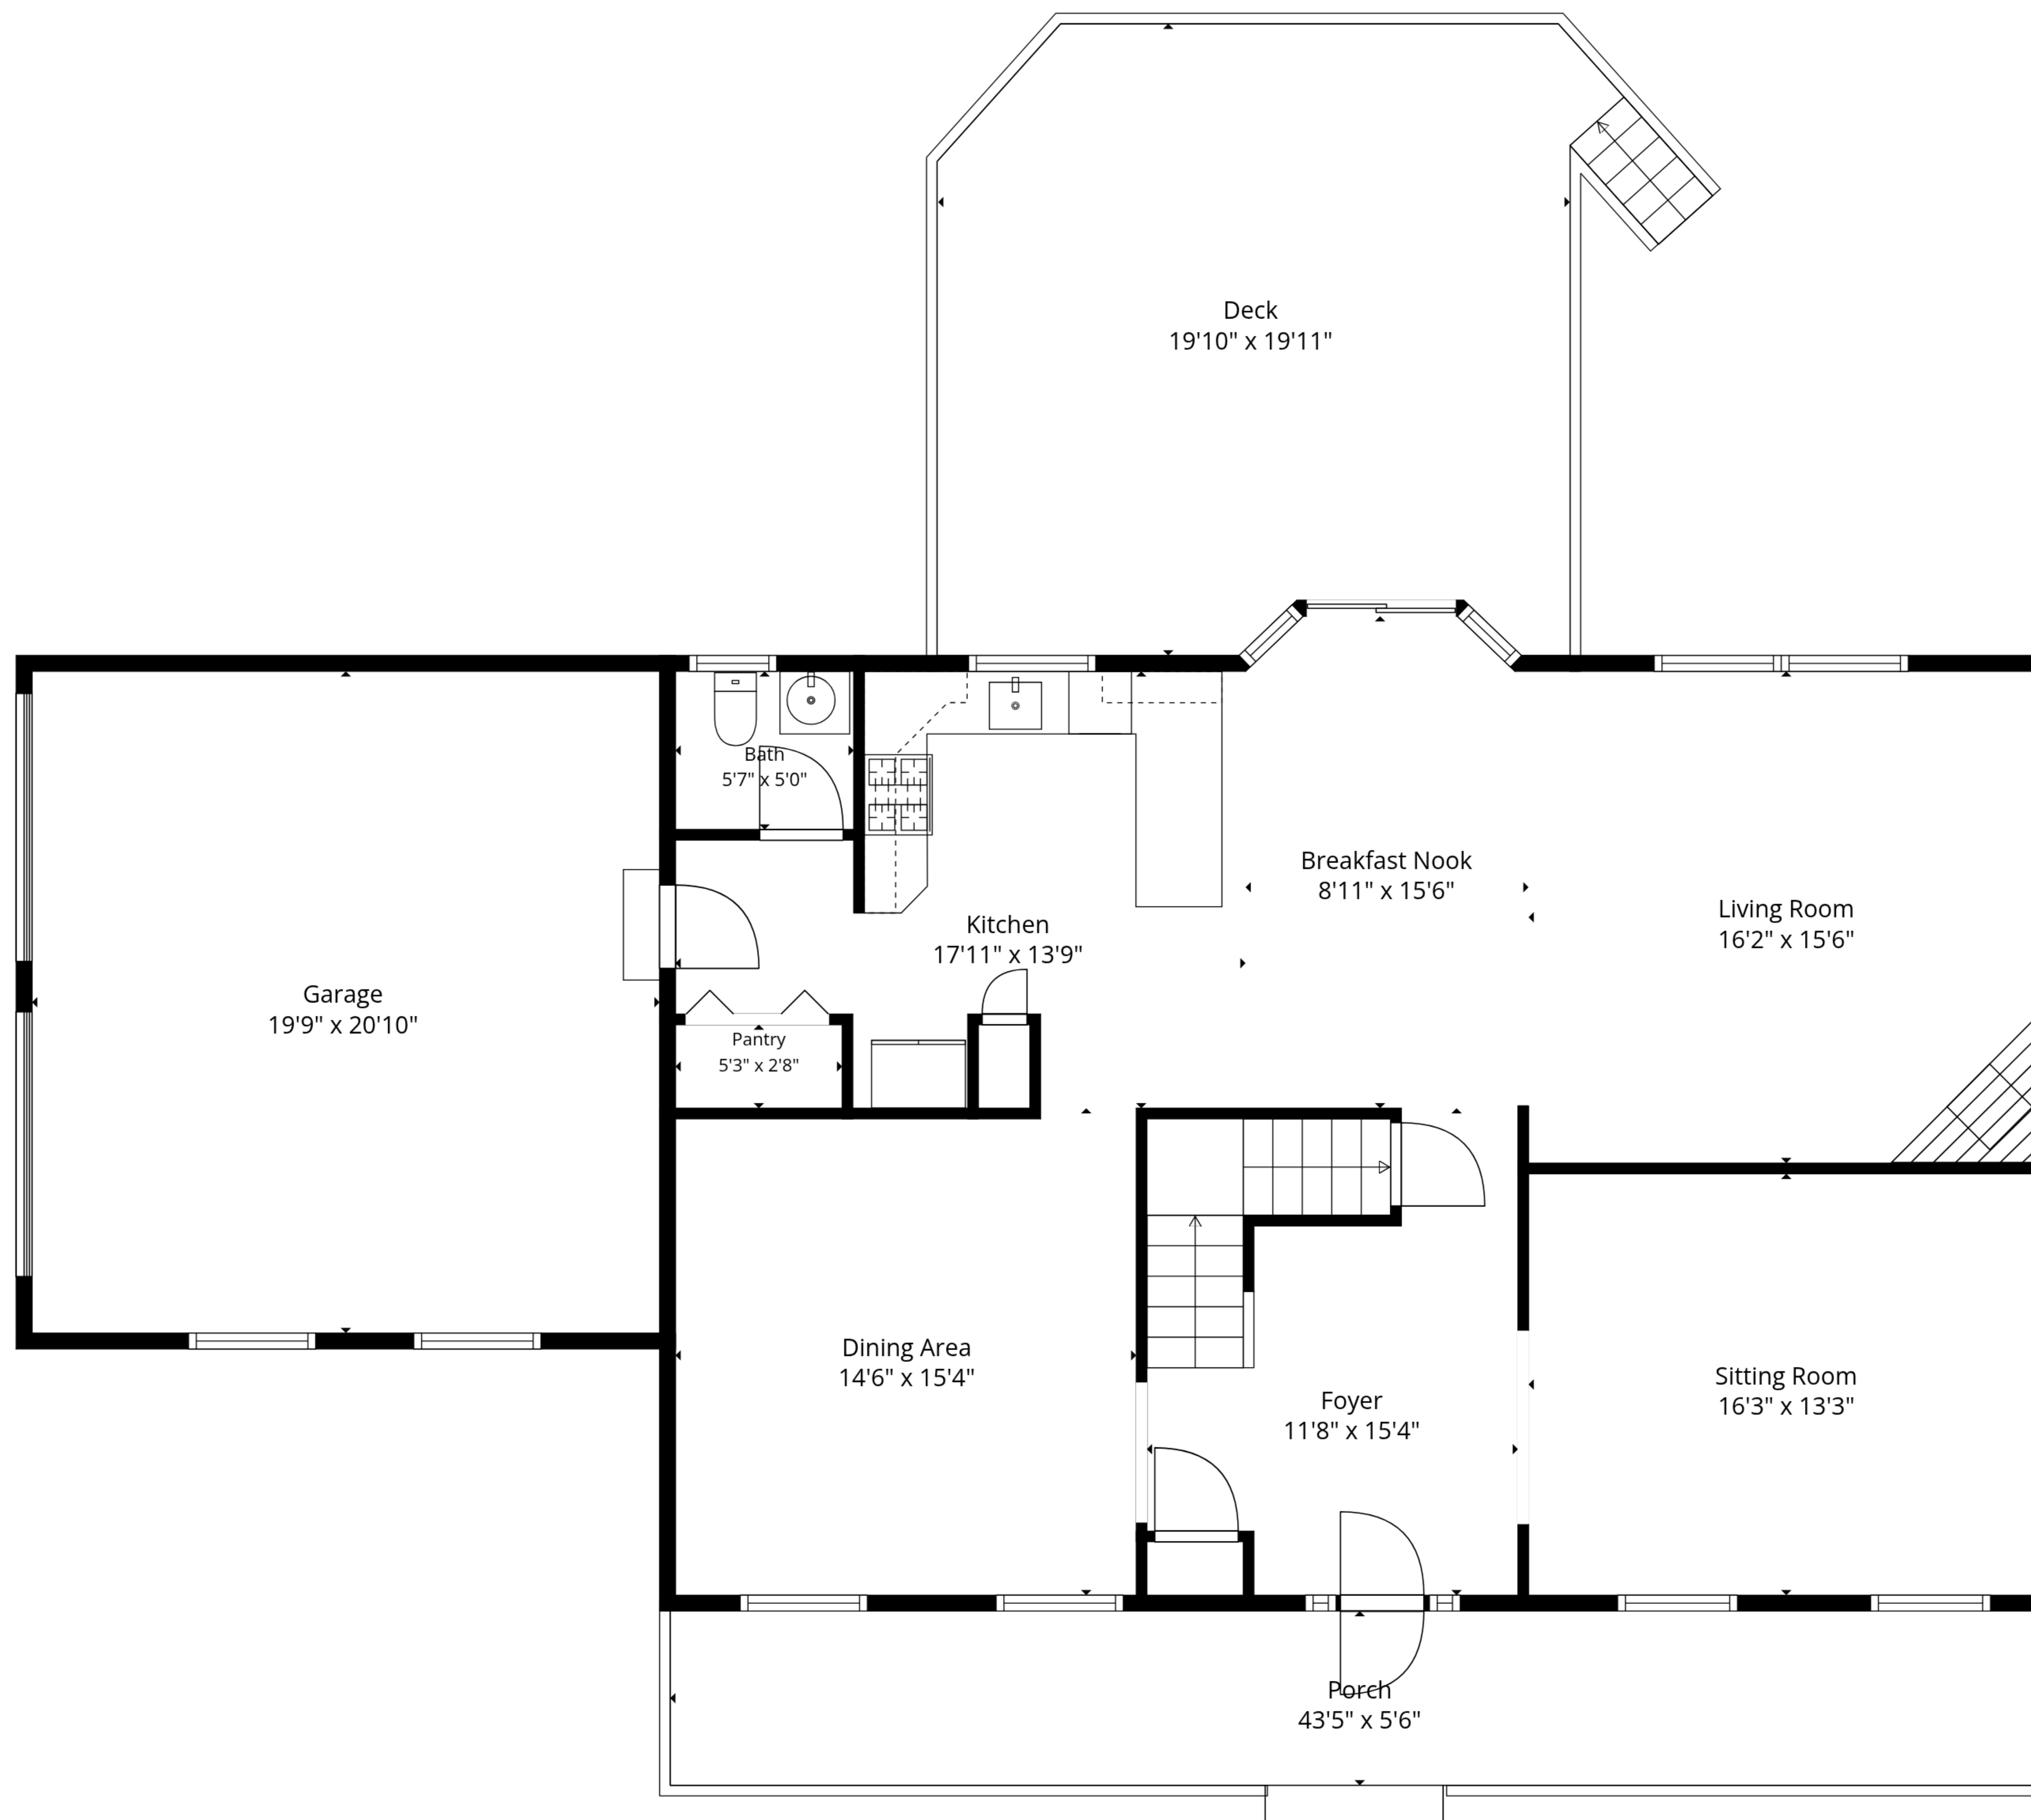 Deck
19'10" x 19'11"
Bath
5'7" x 5'0"
Breakfast Nook
8'11" x 15'6"
Kitchen
17'11" x 13'9"
Living Room
16'2" x 15'6"
Garage
19'9" x 20'10"
Pantry
5'3" x 2'8"
Dining Area
14'6" x 15'4"
Foyer
11'8" x 15'4"
Sitting Room
16'3" x 13'3"
Porch
43'5" x 5'6"